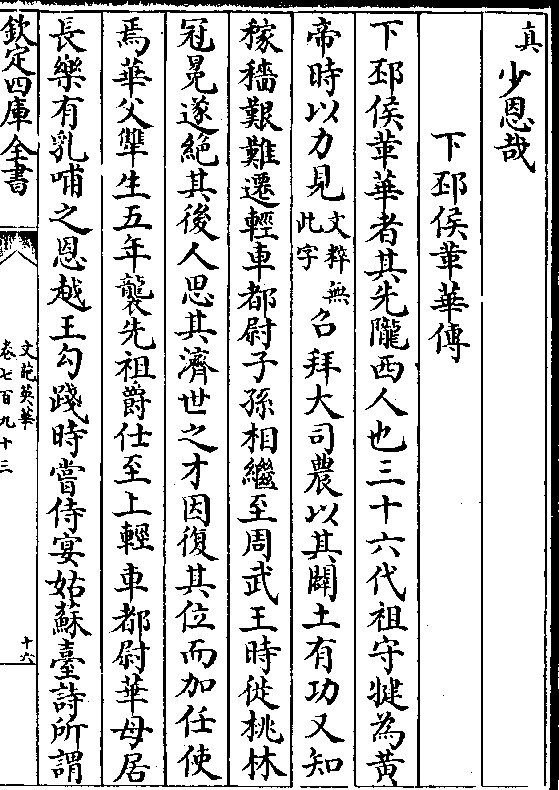 真少恩哉
下邳侯革華傳
下邳侯革華者其先隴西人也三十六代祖守犍為黃
帝時以力見文粹無此字召拜大司農以其闢土有功又知
稼穡艱難遷輕車都尉子孫相繼至周武王時徙桃林
冠冕遂絕其後人思其濟世之才因復其位而加任使
焉華父犨生五年襲先祖爵仕至上輕車都尉華母居
長樂有乳哺之恩越王勾踐時嘗侍宴姑蘇臺詩所謂
欽定四庫全書
文苑英華
卷七百九十三
十六